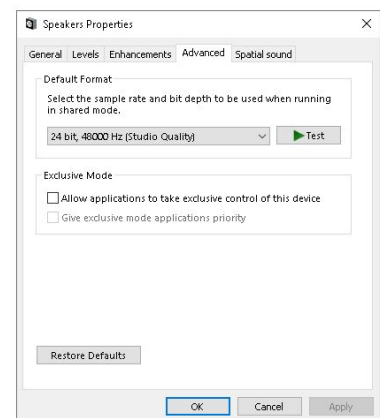 Speakers Properties
General Levels Enhancements Advanced Spatial sound
Default Format
Select the sample rate and bit depth to be used when running
in shared mode.
24 bit, 48000 Hz (Studio Quality)
Test
Exclusive Mode
Allow applications to take exclusive control of this device
Give exclusive mode applications priority
Restore Defaults
OK Cancel Apply